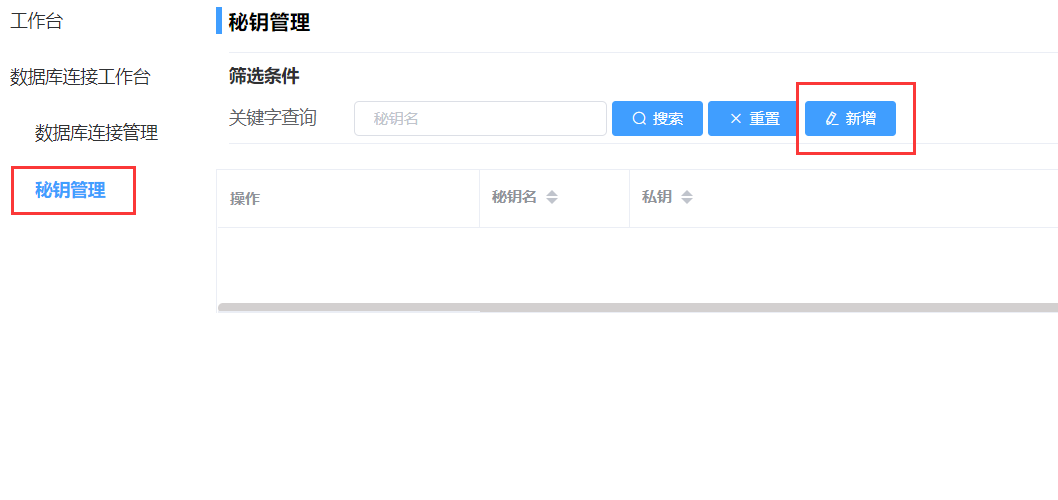 工作台
数据库连接工作台
数据库连接管理
秘钥管理
秘钥管理
筛选条件
关键字查询 秘钥名 搜索 重置 新增
操作 秘钥名 私钥